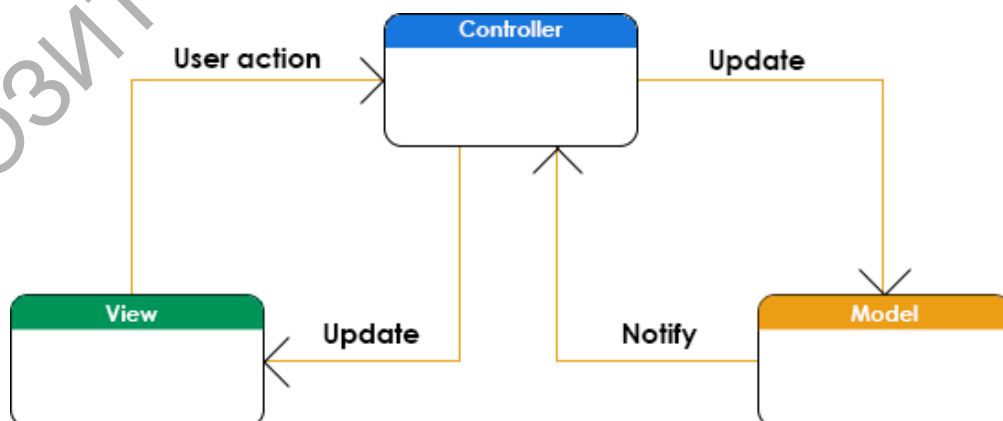 Controller
User action
Update
View
Update
Notify
Model